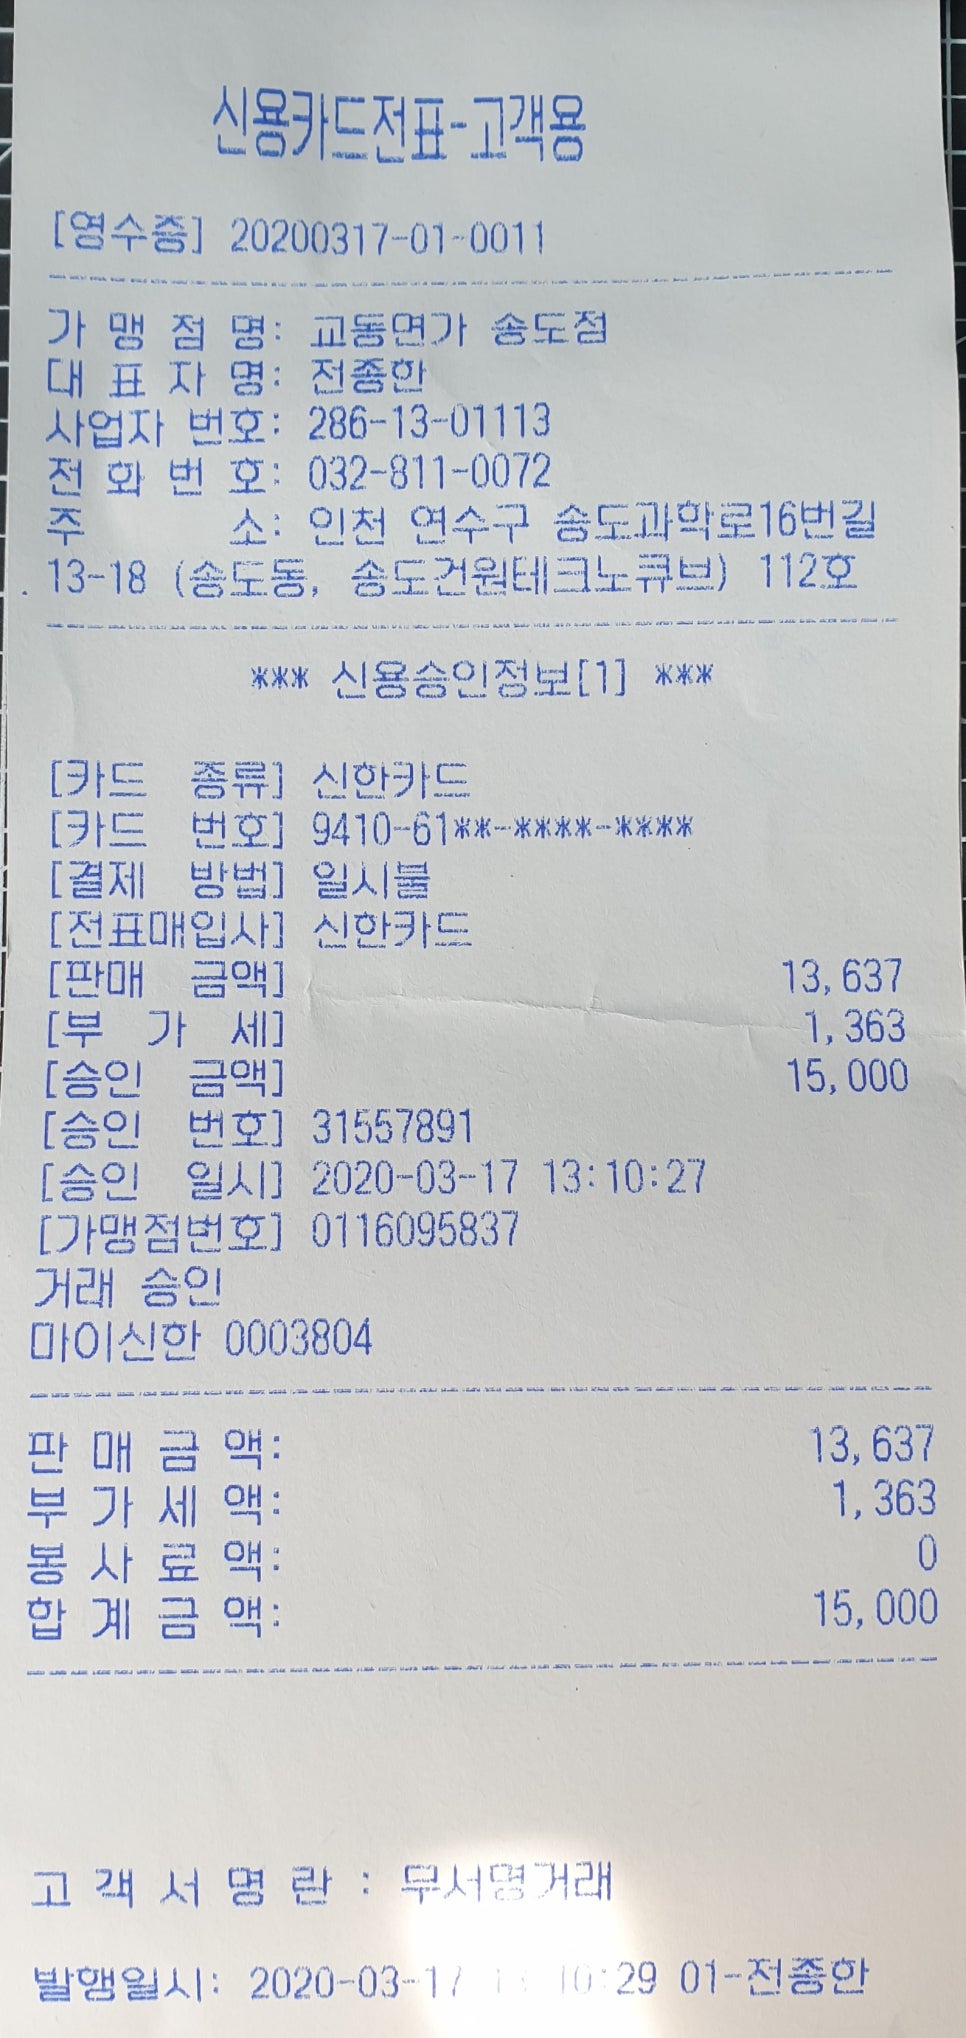 신용카드전표-고객용
[영수증] 20200317-01-0011
가 맹 점 명: 교동면가 송도점
대 표 자 명: 전종한
사업자 번호: 286-13-01113
전 화 번 호: 032-811-0072
주 소: 인천 연수구 송도과학로16번길
13-18 (송도동, 송도건원테크노큐브) 112호
*** 신용승인정보[1] ***
[카드 종류] 신한카드
[카드 번호] 9410-61**-****-****
[결제 방법] 일시불
[전표매입사] 신한카드
[판매 금액] 13,637
[부 가 세] 1,363
[승인 금액] 15,000
[승인 번호] 31557891
[승인 일시] 2020-03-17 13:10:27
[가맹점번호] 0116095837
거래 승인
마이신한 0003804
판 매 금 액: 13,637
부 가 세 액: 1,363
봉 사 료 액: 0
합 계 금 액: 15,000
고 객 서 명 란 : 무서명거래
발행일시: 2020-03-17 10:29 01-전종한